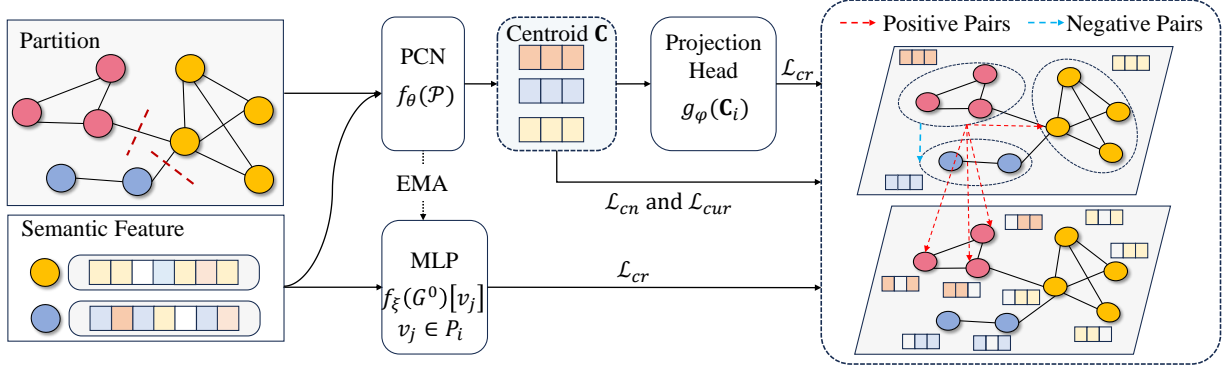 Partition
Semantic Feature
PCN
f_θ(𝒫)
EMA
MLP
f_ξ(G⁰)[v_j]
v_j ∈ P_i
Centroid C
Projection
Head
g_φ(C_i)
ℒ_cr
ℒ_cn and ℒ_cur
ℒ_cr
Positive Pairs
Negative Pairs